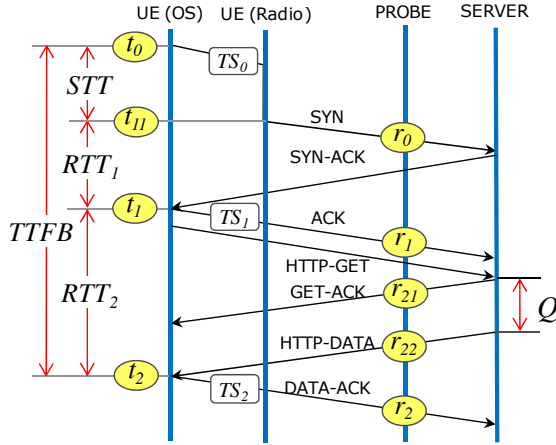 UE (OS) UE (Radio) PROBE SERVER
t0
TS0
STT
t11
SYN
r0
RTT1
SYN-ACK
t1
TS1
ACK
TTFB
r1
HTTP-GET
RTT2
GET-ACK
r21
Q
HTTP-DATA
r22
t2
TS2
DATA-ACK
r2